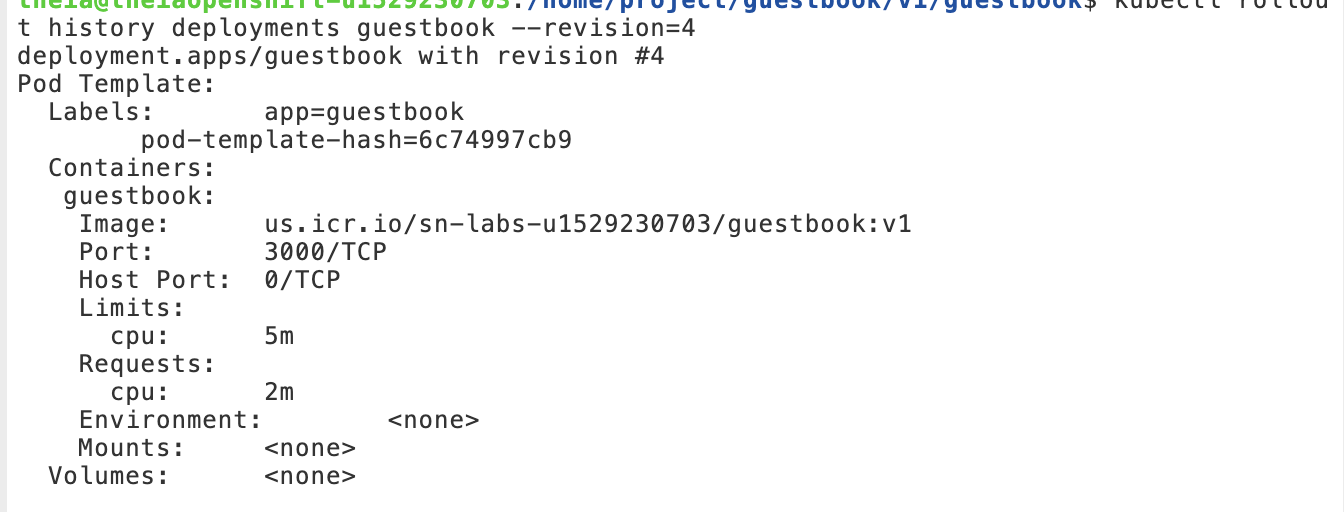 theia@theiaopenshift-u1529230703:/home/project/guestbook/v1/guestbook$ kubectl rollou
t history deployments guestbook --revision=4
deployment.apps/guestbook with revision #4
Pod Template:
  Labels:       app=guestbook
        pod-template-hash=6c74997cb9
  Containers:
   guestbook:
    Image:      us.icr.io/sn-labs-u1529230703/guestbook:v1
    Port:       3000/TCP
    Host Port:  0/TCP
    Limits:
      cpu:      5m
    Requests:
      cpu:      2m
    Environment:        <none>
    Mounts:     <none>
  Volumes:      <none>